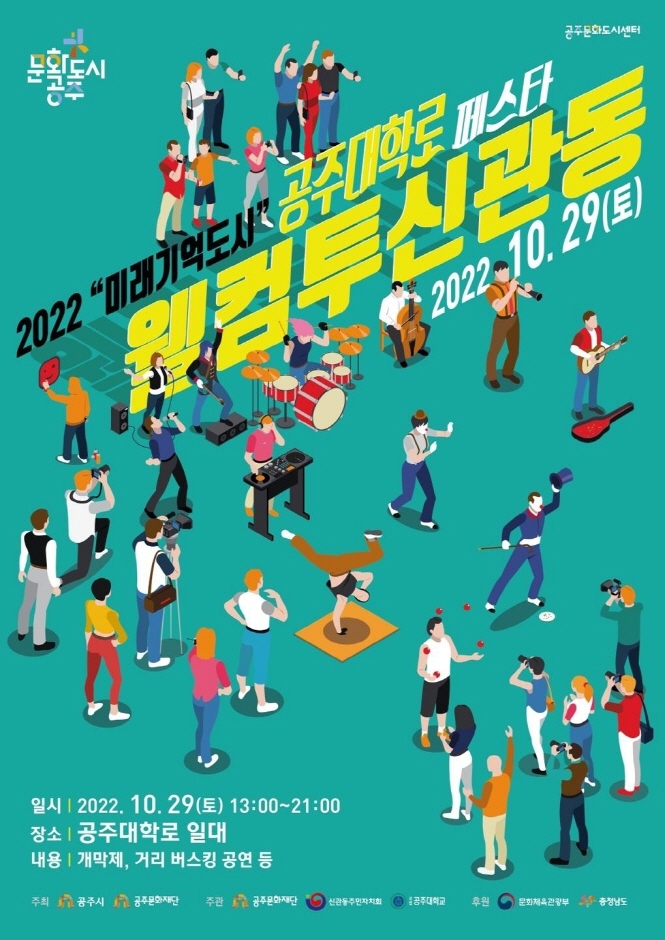 문화도시
공주
공주문화도시센터
2022 “미래기억도시” 공주대학로 페스타
웰컴투신관동
2022. 10. 29(토)
일시 | 2022. 10. 29(토) 13:00~21:00
장소 | 공주대학로 일대
내용 | 개막제, 거리 버스킹 공연 등
주최 공주시 공주문화재단 주관 공주문화재단 신관동주민자치회 공주대학교 후원 문화체육관광부 충청남도